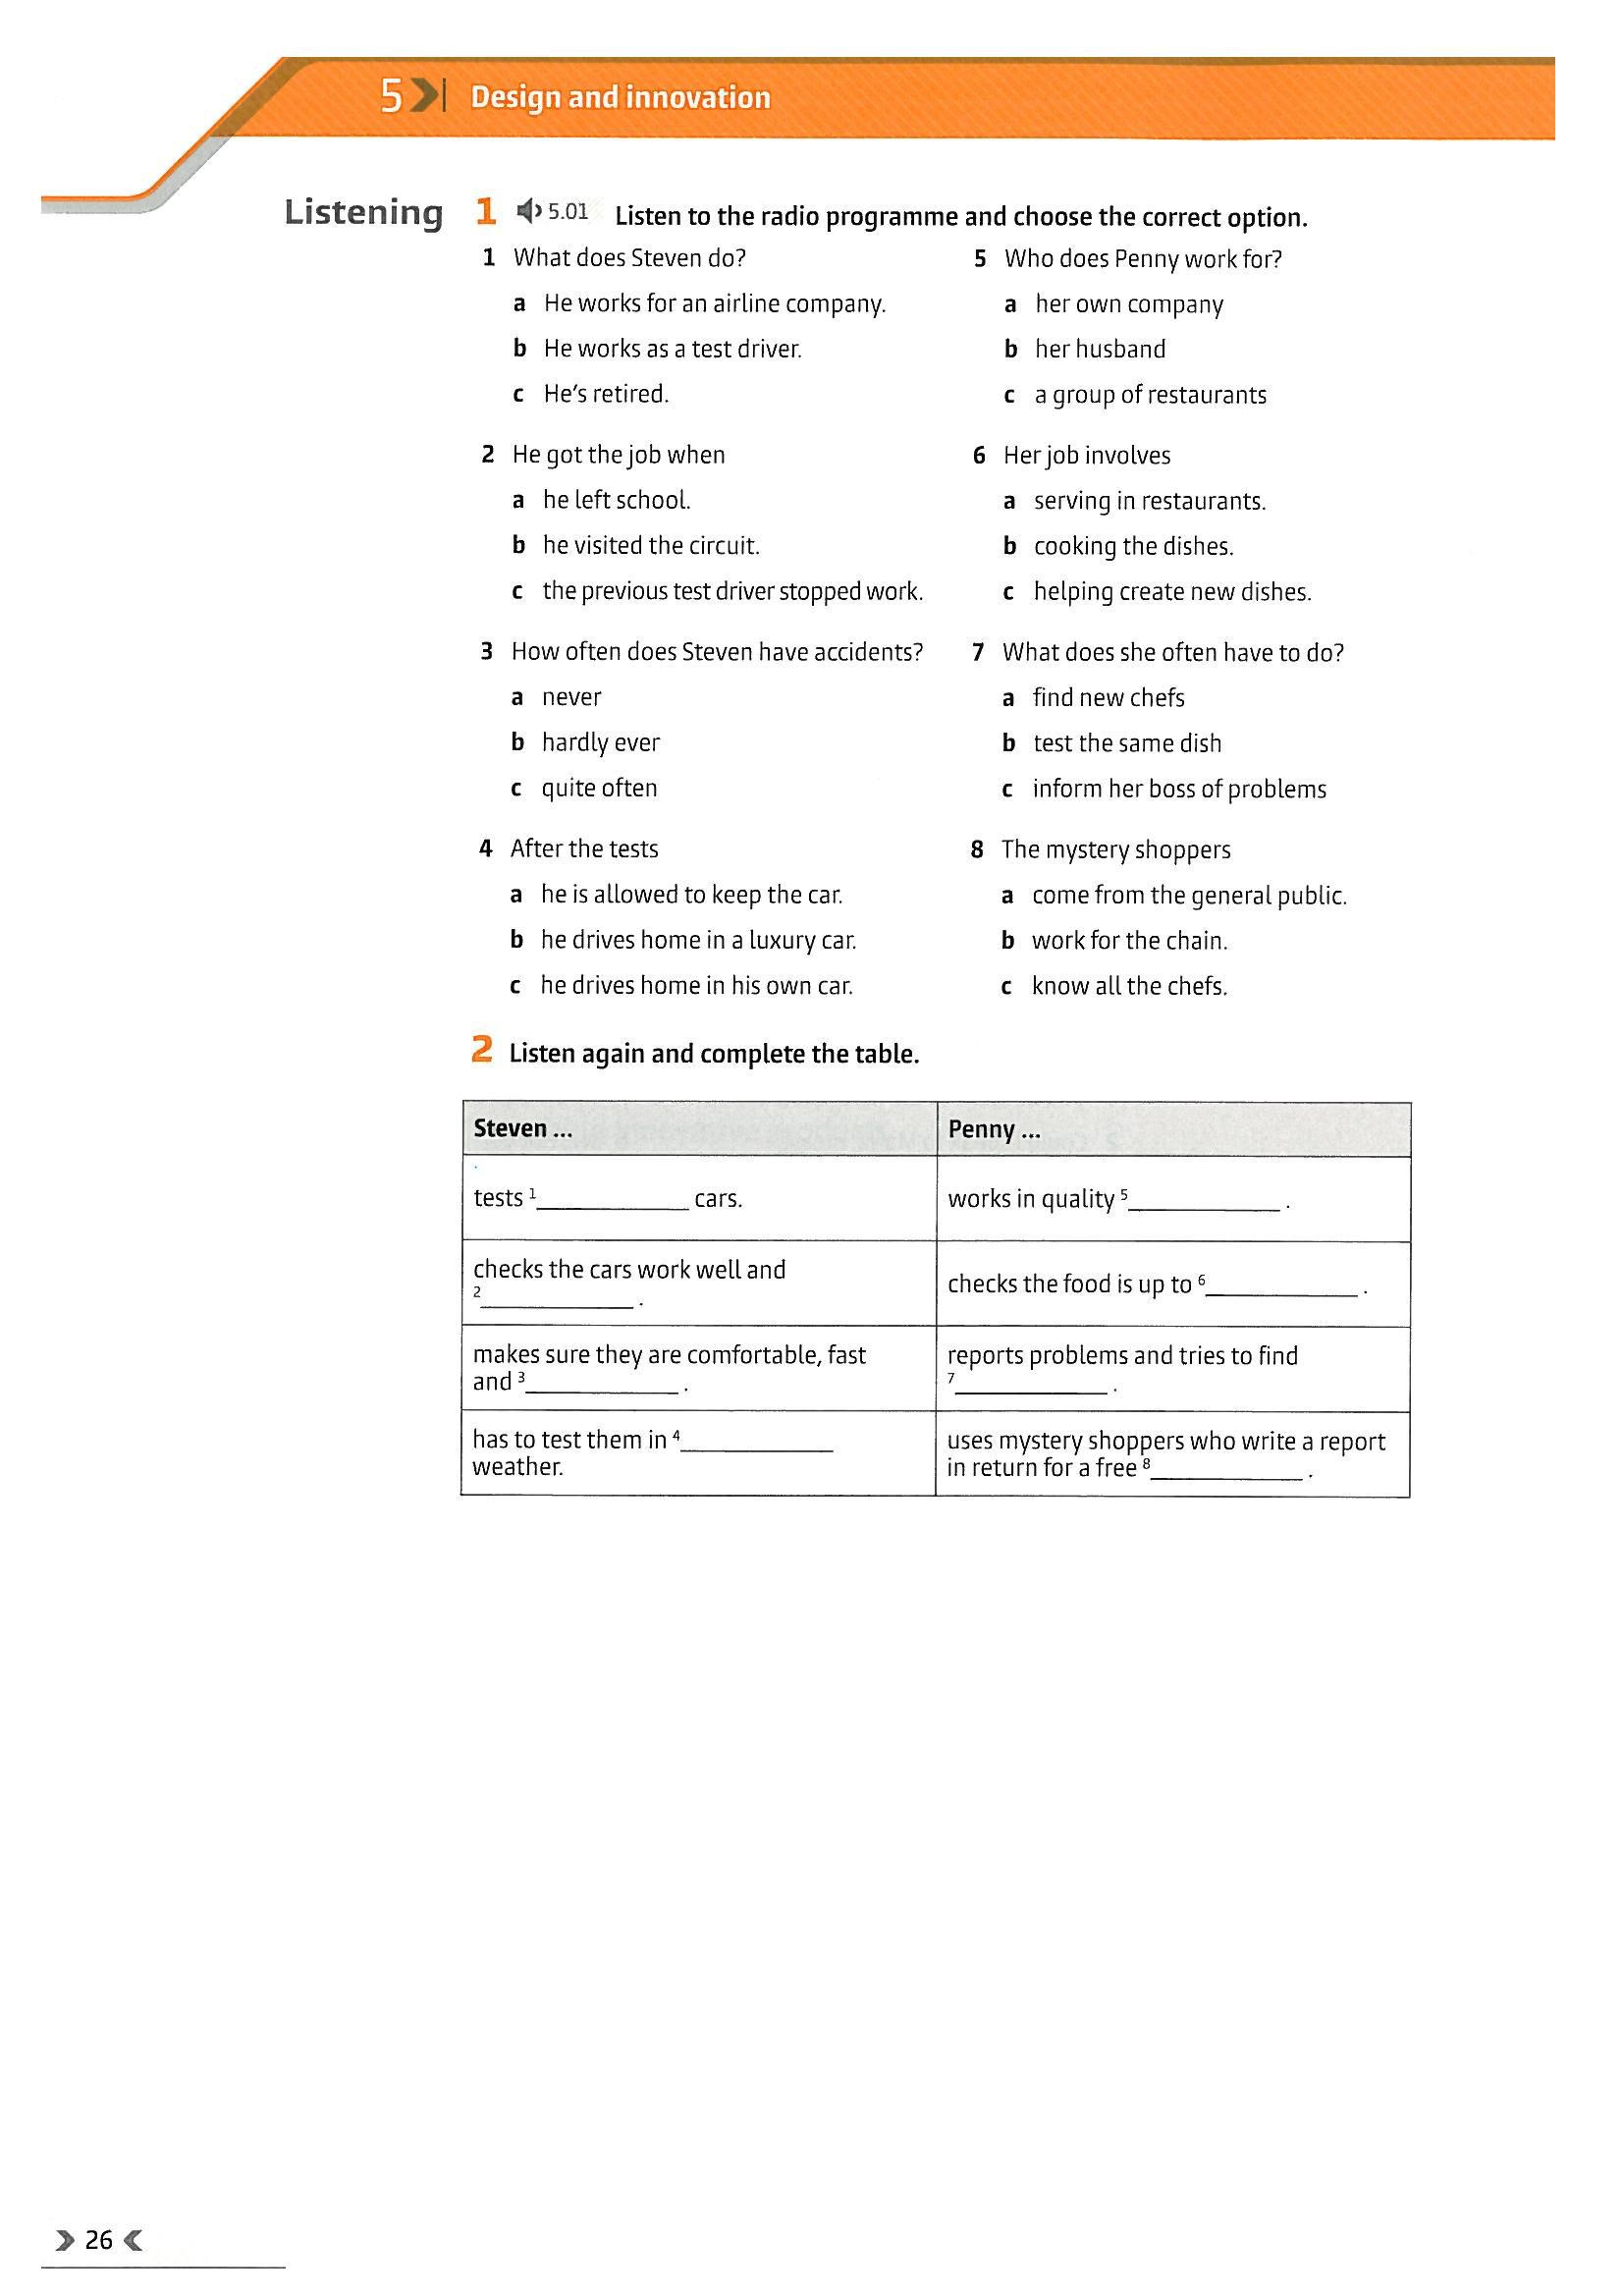 5 Design and innovation
Listening
1 5.01 Listen to the radio programme and choose the correct option.
1 What does Steven do?
a He works for an airline company.
b He works as a test driver.
c He's retired.
2 He got the job when
a he left school.
b he visited the circuit.
c the previous test driver stopped work.
3 How often does Steven have accidents?
a never
b hardly ever
c quite often
4 After the tests
a he is allowed to keep the car.
b he drives home in a luxury car.
c he drives home in his own car.
5 Who does Penny work for?
a her own company
b her husband
c a group of restaurants
6 Her job involves
a serving in restaurants.
b cooking the dishes.
c helping create new dishes.
7 What does she often have to do?
a find new chefs
b test the same dish
c inform her boss of problems
8 The mystery shoppers
a come from the general public.
b work for the chain.
c know all the chefs.
2 Listen again and complete the table.
Steven ...
Penny ...
tests ¹____________ cars.
works in quality ⁵____________ .
checks the cars work well and
²____________ .
checks the food is up to ⁶____________ .
makes sure they are comfortable, fast
and ³____________ .
reports problems and tries to find
⁷____________ .
has to test them in ⁴____________
weather.
uses mystery shoppers who write a report
in return for a free ⁸____________ .
26